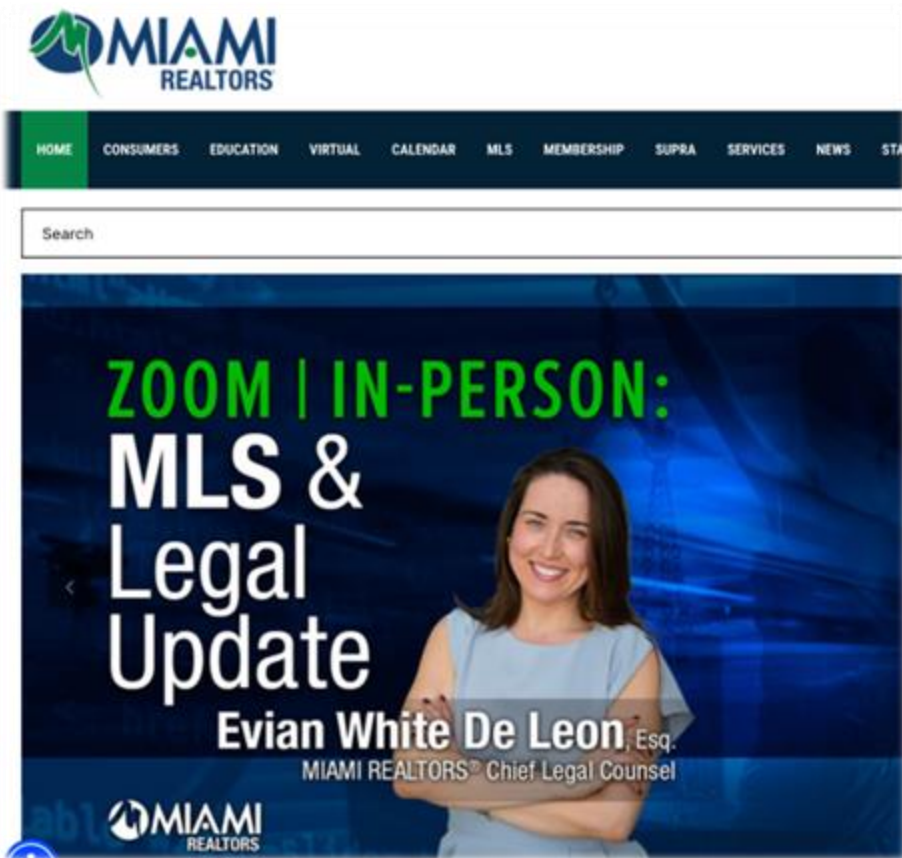 MIAMI
REALTORS
HOME CONSUMERS EDUCATION VIRTUAL CALENDAR MLS MEMBERSHIP SUPRA SERVICES NEWS STA
Search
ZOOM | IN-PERSON:
MLS &
Legal
Update
Evian White De Leon, Esq.
MIAMI REALTORS® Chief Legal Counsel
MIAMI
REALTORS